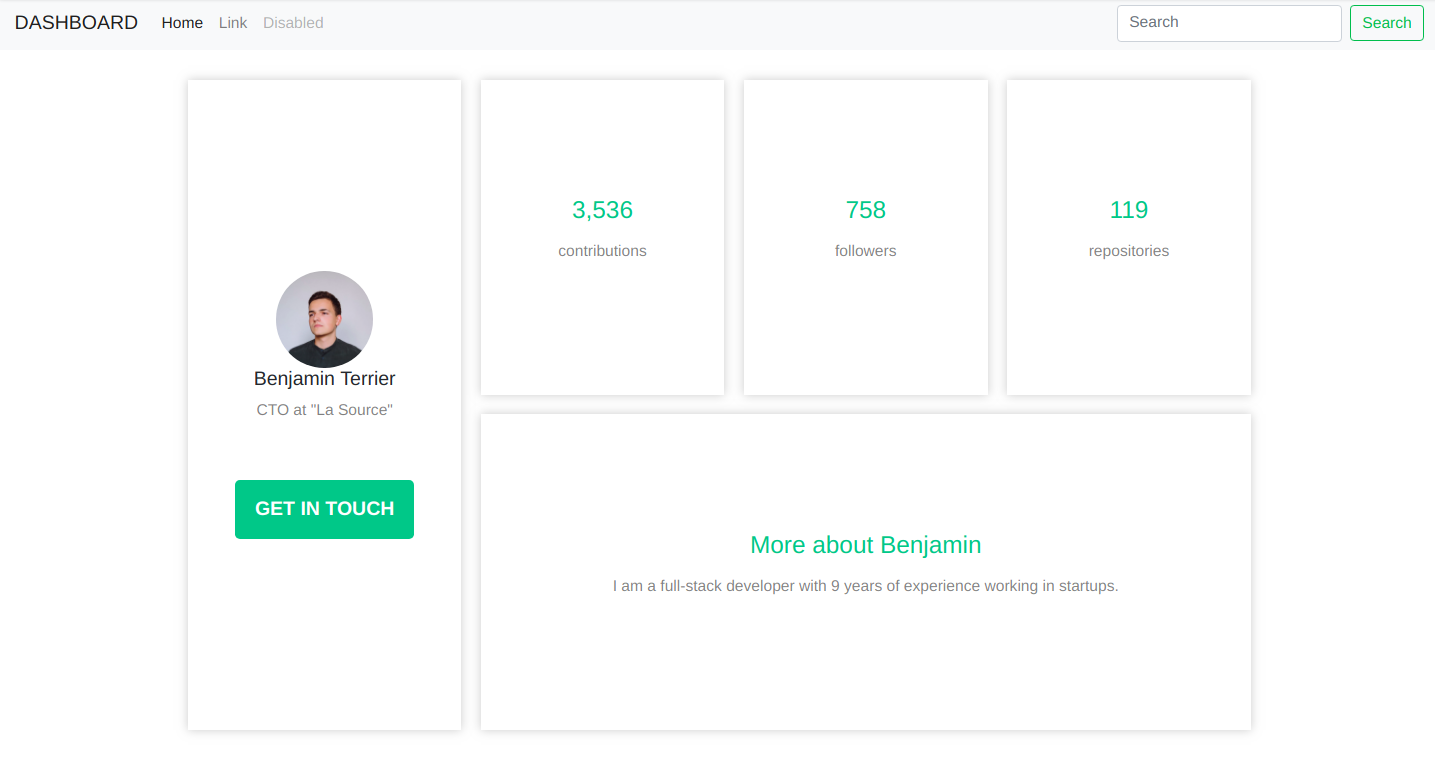 DASHBOARD Home Link Disabled Search Search
Benjamin Terrier
CTO at "La Source"
GET IN TOUCH
3,536
contributions
758
followers
119
repositories
More about Benjamin
I am a full-stack developer with 9 years of experience working in startups.